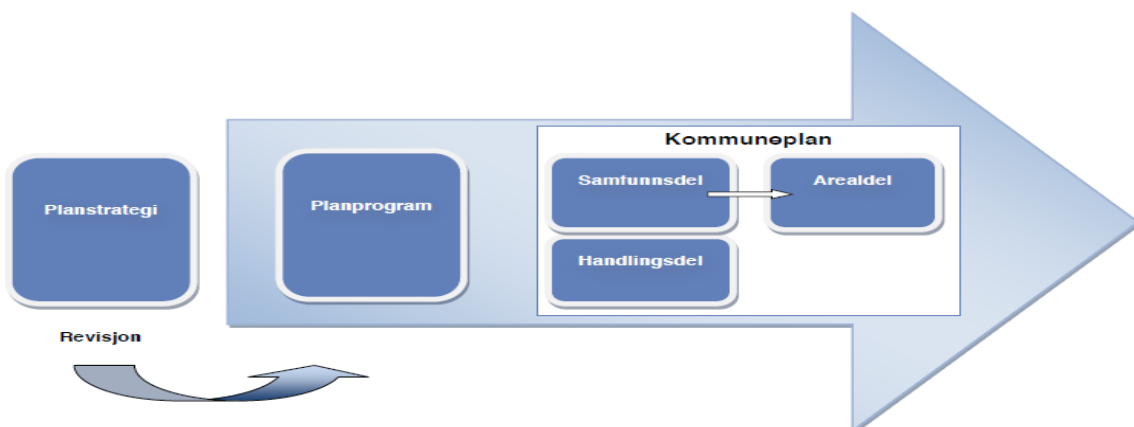 Kommuneplan
Planstrategi
Planprogram
Samfunnsdel
Arealdel
Handlingsdel
Revisjon